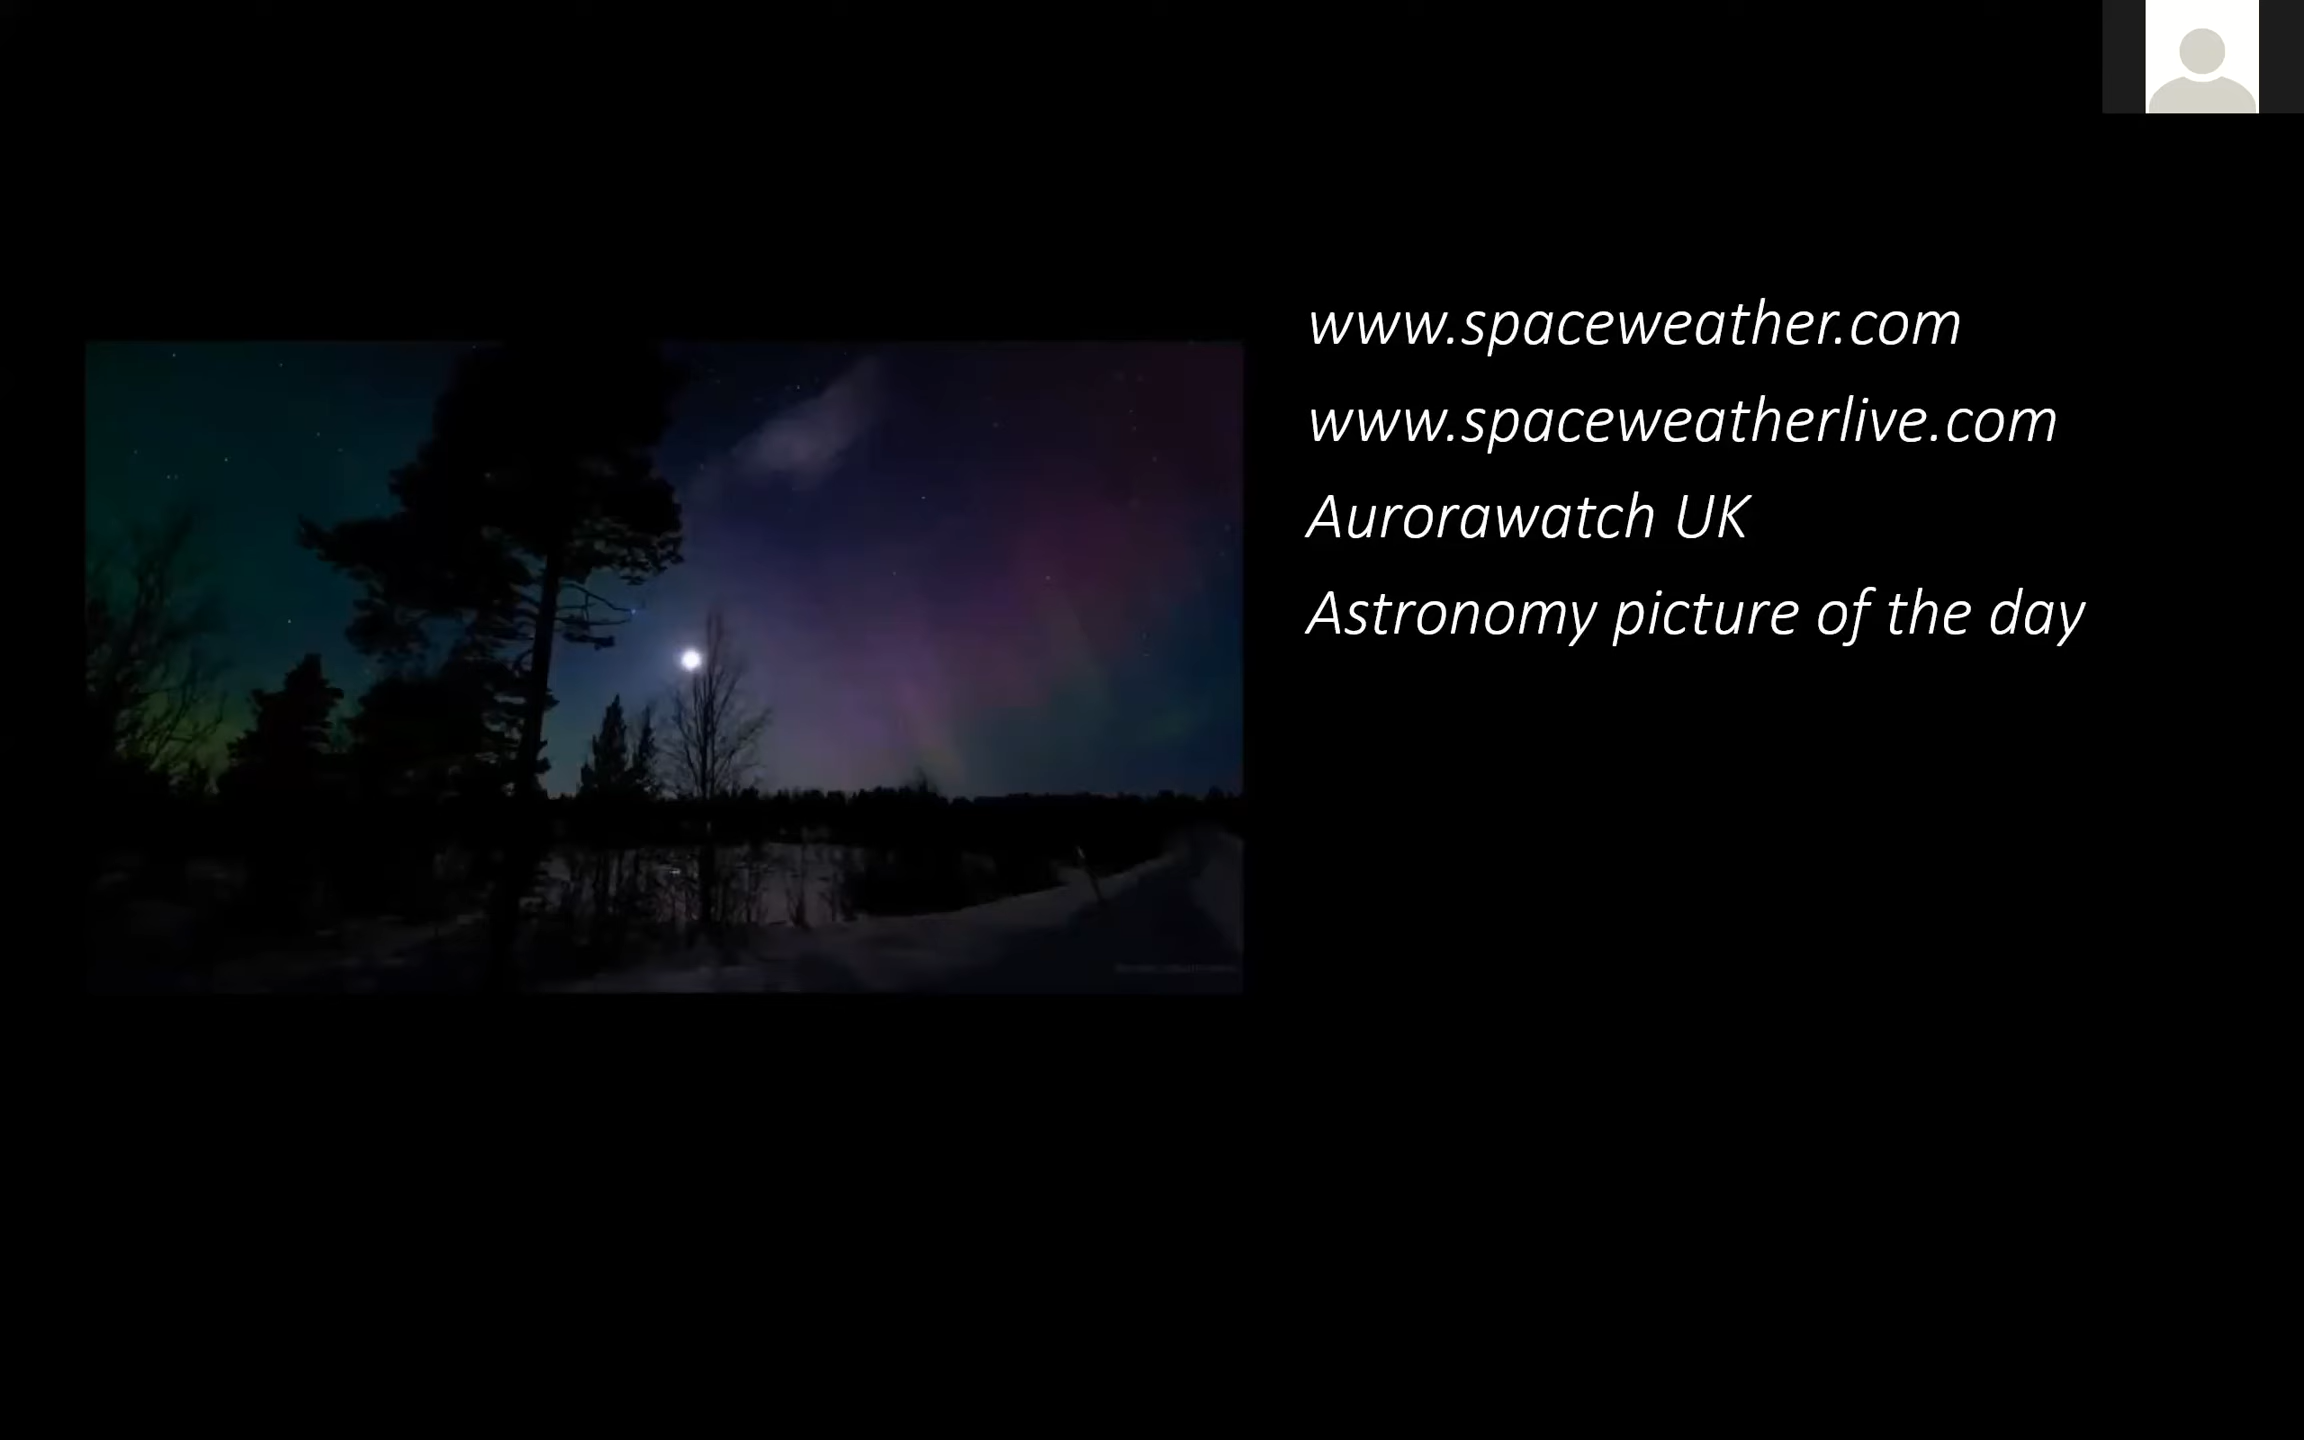 www.spaceweather.com
www.spaceweatherlive.com
Aurorawatch UK
Astronomy picture of the day